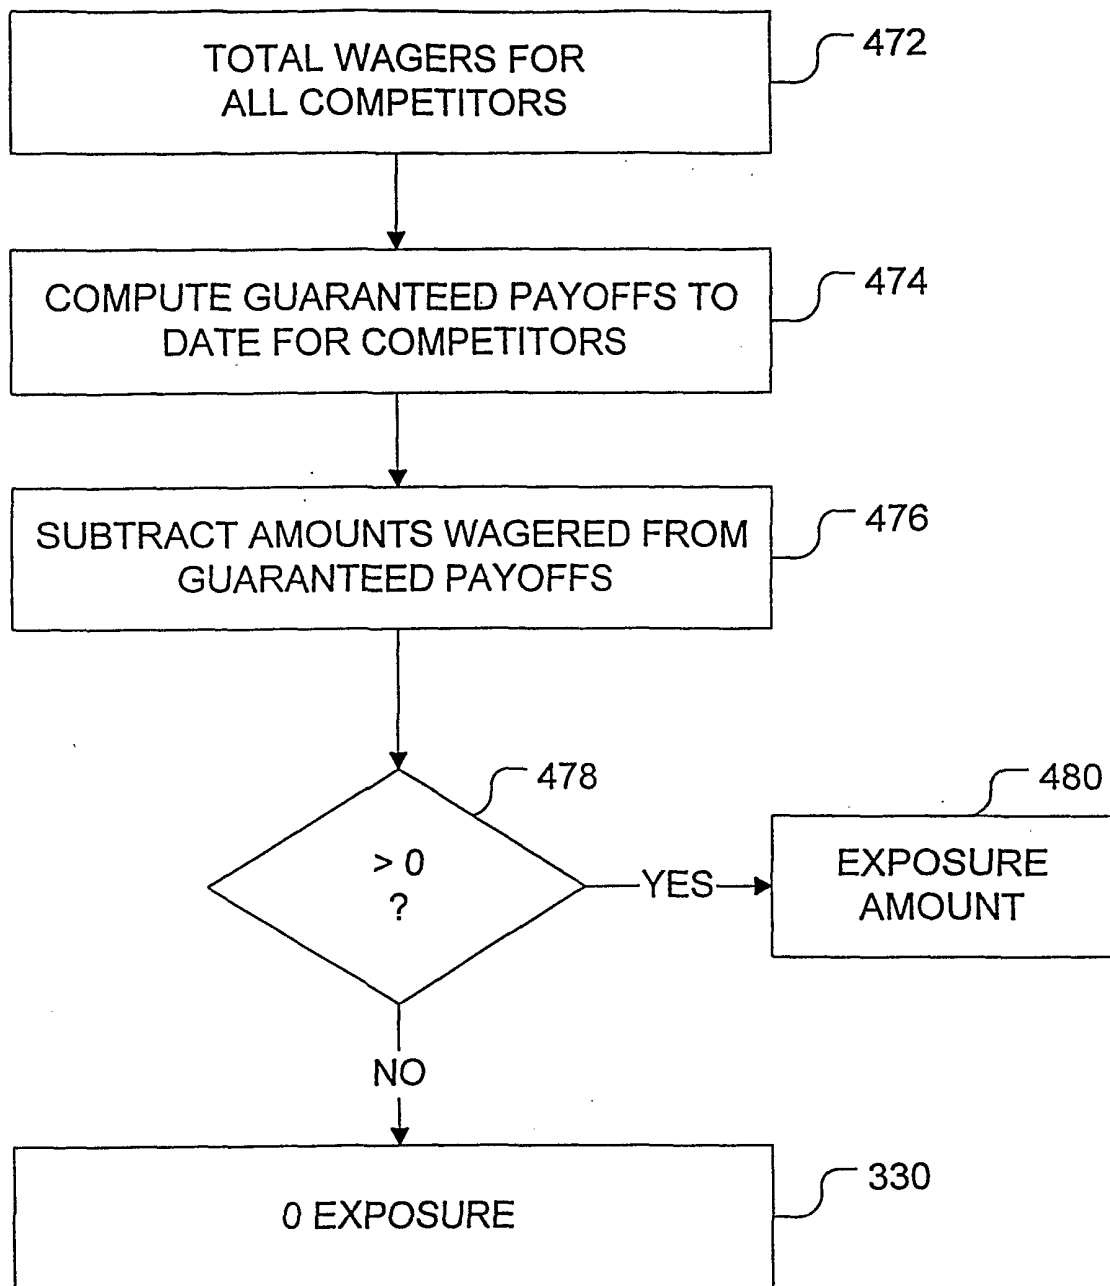 TOTAL WAGERS FOR
ALL COMPETITORS
472
COMPUTE GUARANTEED PAYOFFS TO
DATE FOR COMPETITORS
474
SUBTRACT AMOUNTS WAGERED FROM
GUARANTEED PAYOFFS
476
> 0
?
478
YES
EXPOSURE
AMOUNT
480
NO
0 EXPOSURE
330